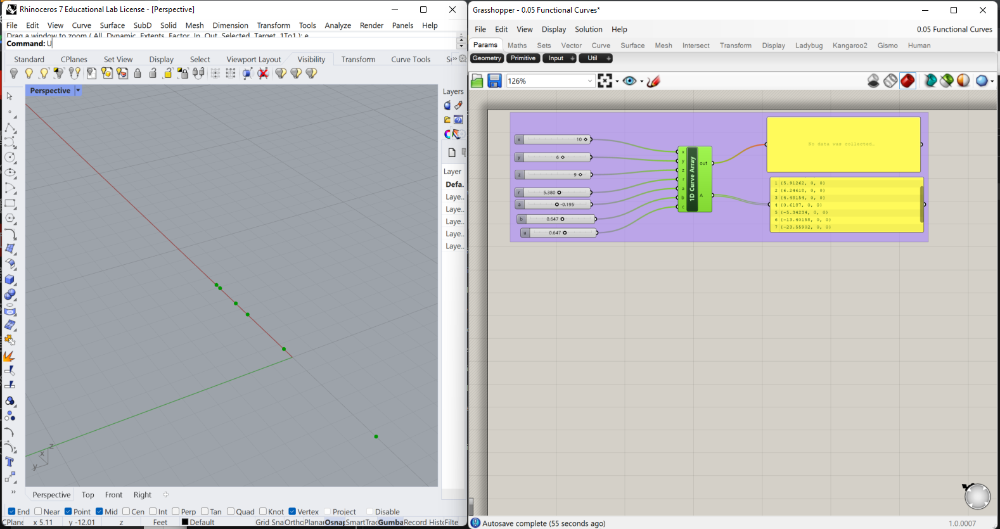 Rhinoceros 7 Educational Lab License - [Perspective]
File Edit View Curve Surface SubD Solid Mesh Dimension Transform Tools Analyze Render Panels Help
Drag a window to zoom ( All Dynamic Extents Factor In Out Selected Target 1To1 ): e
Command: U
Standard CPlanes Set View Display Select Viewport Layout Visibility Transform Curve Tools
Perspective
Layers
Layer
Defa.
Laye..
Laye..
Laye..
Laye..
Laye..
z
x
y
Perspective Top Front Right
End Near Point Mid Cen Int Perp Tan Quad Knot Vertex Project Disable
CPlane x 5.11 y -12.01 z Feet Default Grid Sna Ortho Planar Osnap SmartTrac Gumba Record Histo Filte
Grasshopper - 0.05 Functional Curves*
File Edit View Display Solution Help 0.05 Functional Curves
Params Maths Sets Vector Curve Surface Mesh Intersect Transform Display Ladybug Kangaroo2 Gismo Human
Geometry Primitive Input Util
126%
x 10
y 6
z 9
r 5.380
a -0.195
b 0.647
u 0.647
x
y
z
r
a
b
c
1D Curve Array
out
A
No data was collected…
1 {5.91262, 0, 0}
2 {6.24618, 0, 0}
3 {4.48154, 0, 0}
4 {0.6187, 0, 0}
5 {-5.34234, 0, 0}
6 {-13.40158, 0, 0}
7 {-23.55902, 0, 0}
Autosave complete (55 seconds ago)
1.0.0007